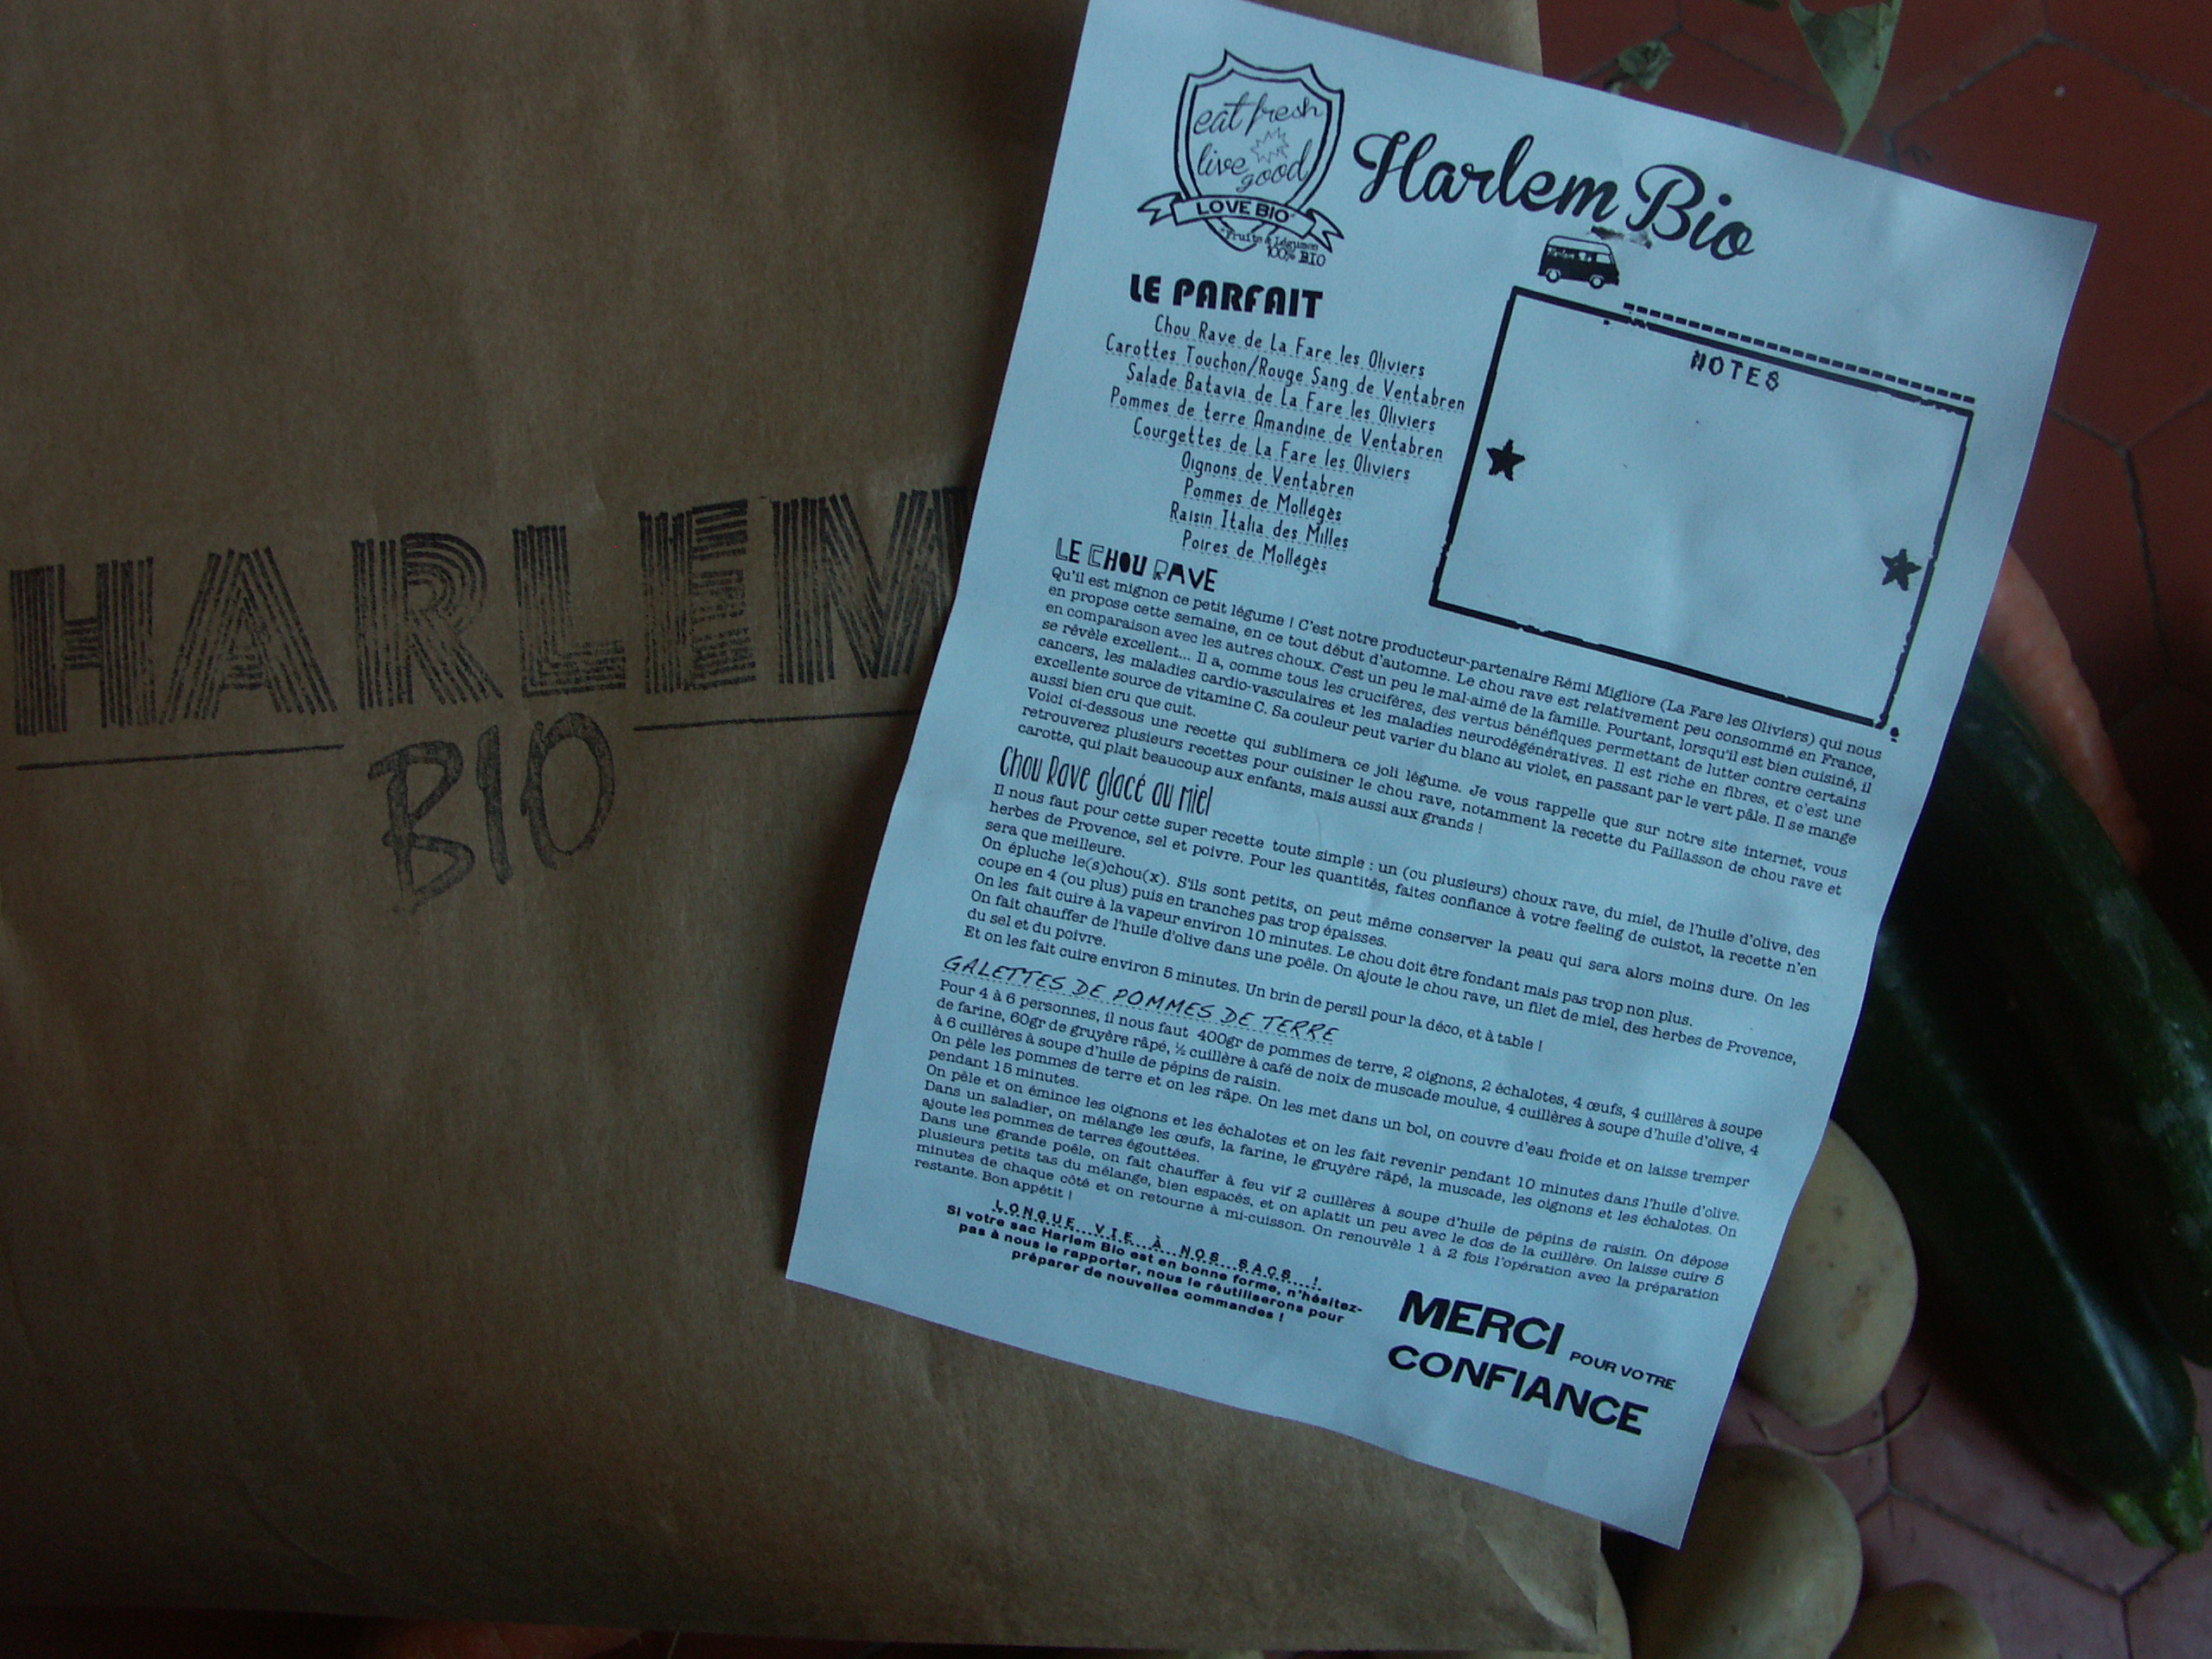 HARLEM
BIO
eat fresh
live good
LOVE BIO*
*Fruits & Légumes
100% BIO
Harlem Bio
LE PARFAIT
Chou Rave de La Fare les Oliviers
Carottes Touchon/Rouge Sang de Ventabren
Salade Batavia de La Fare les Oliviers
Pommes de terre Amandine de Ventabren
Courgettes de La Fare les Oliviers
Oignons de Ventabren
Pommes de Mollégès
Raisin Italia des Milles
Poires de Mollégès
NOTES
LE CHOU RAVE
Qu'il est mignon ce petit légume ! C'est notre producteur-partenaire Rémi Migliore (La Fare les Oliviers) qui nous
en propose cette semaine, en ce tout début d'automne. Le chou rave est relativement peu consommé en France,
en comparaison avec les autres choux. C'est un peu le mal-aimé de la famille. Pourtant, lorsqu'il est bien cuisiné, il
se révèle excellent... Il a, comme tous les crucifères, des vertus bénéfiques permettant de lutter contre certains
cancers, les maladies cardio-vasculaires et les maladies neurodégénératives. Il est riche en fibres, et c'est une
excellente source de vitamine C. Sa couleur peut varier du blanc au violet, en passant par le vert pâle. Il se mange
aussi bien cru que cuit.
Voici ci-dessous une recette qui sublimera ce joli légume. Je vous rappelle que sur notre site internet, vous
retrouverez plusieurs recettes pour cuisiner le chou rave, notamment la recette du Paillasson de chou rave et
carotte, qui plait beaucoup aux enfants, mais aussi aux grands !
Chou Rave glacé au miel
Il nous faut pour cette super recette toute simple : un (ou plusieurs) choux rave, du miel, de l'huile d'olive, des
herbes de Provence, sel et poivre. Pour les quantités, faites confiance à votre feeling de cuistot, la recette n'en
sera que meilleure.
On épluche le(s)chou(x). S'ils sont petits, on peut même conserver la peau qui sera alors moins dure. On les
coupe en 4 (ou plus) puis en tranches pas trop épaisses.
On les fait cuire à la vapeur environ 10 minutes. Le chou doit être fondant mais pas trop non plus.
On fait chauffer de l'huile d'olive dans une poêle. On ajoute le chou rave, un filet de miel, des herbes de Provence,
du sel et du poivre.
Et on les fait cuire environ 5 minutes. Un brin de persil pour la déco, et à table !
GALETTES DE POMMES DE TERRE
Pour 4 à 6 personnes, il nous faut 400gr de pommes de terre, 2 oignons, 2 échalotes, 4 œufs, 4 cuillères à soupe
de farine, 60gr de gruyère râpé, ½ cuillère à café de noix de muscade moulue, 4 cuillères à soupe d'huile d'olive, 4
à 6 cuillères à soupe d'huile de pépins de raisin.
On pèle les pommes de terre et on les râpe. On les met dans un bol, on couvre d'eau froide et on laisse tremper
pendant 15 minutes.
On pèle et on émince les oignons et les échalotes et on les fait revenir pendant 10 minutes dans l'huile d'olive.
Dans un saladier, on mélange les œufs, la farine, le gruyère râpé, la muscade, les oignons et les échalotes. On
ajoute les pommes de terres égouttées.
Dans une grande poêle, on fait chauffer à feu vif 2 cuillères à soupe d'huile de pépins de raisin. On dépose
plusieurs petits tas du mélange, bien espacés, et on aplatit un peu avec le dos de la cuillère. On laisse cuire 5
minutes de chaque côté et on retourne à mi-cuisson. On renouvèle 1 à 2 fois l'opération avec la préparation
restante. Bon appétit !
LONGUE VIE À NOS SACS !
Si votre sac Harlem Bio est en bonne forme, n'hésitez-
pas à nous le rapporter, nous le réutiliserons pour
préparer de nouvelles commandes !
MERCI POUR VOTRE
CONFIANCE